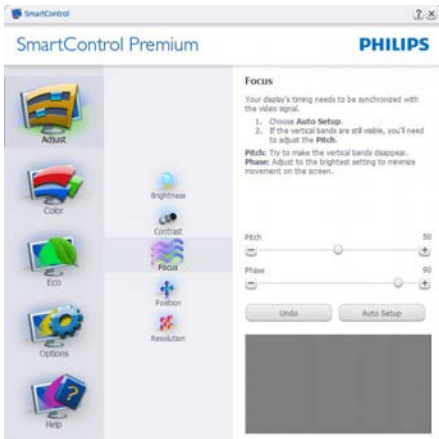 SmartControl
SmartControl Premium
PHILIPS
Adjust
Color
Eco
Options
Help
Brightness
Contrast
Focus
Position
Resolution
Focus
Your display's timing needs to be synchronized with
the video signal.
1. Choose Auto Setup.
2. If the vertical bands are still visible, you'll need
to adjust the Pitch.
Pitch: Try to make the vertical bands disappear.
Phase: Adjust to the brightest setting to minimize
movement on the screen.
Pitch 50
Phase 90
Undo Auto Setup